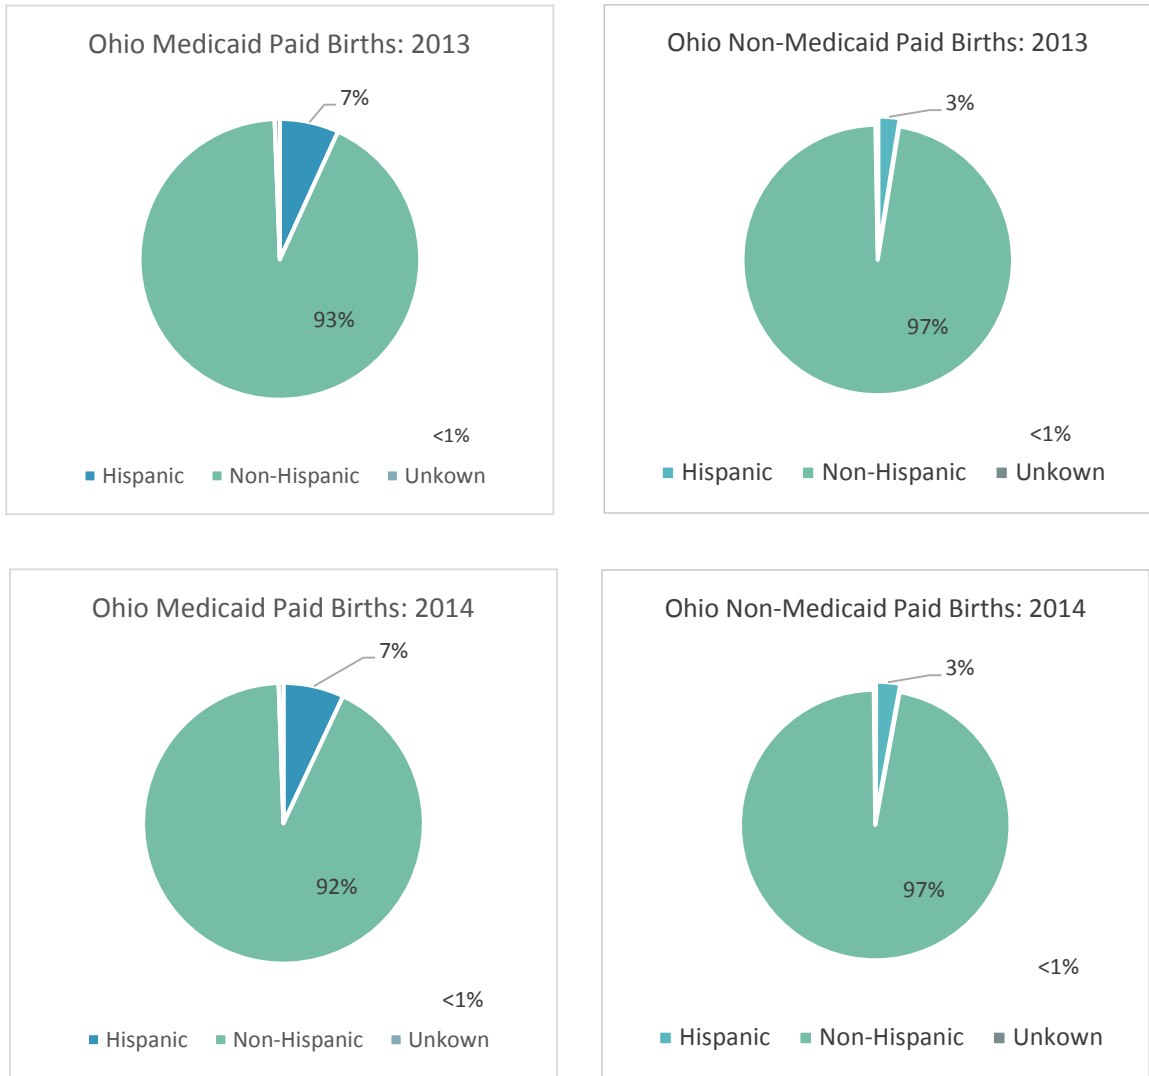 Ohio Medicaid Paid Births: 2013
7%
93%
<1%
Hispanic Non-Hispanic Unkown
Ohio Non-Medicaid Paid Births: 2013
3%
97%
<1%
Hispanic Non-Hispanic Unkown
Ohio Medicaid Paid Births: 2014
7%
92%
<1%
Hispanic Non-Hispanic Unkown
Ohio Non-Medicaid Paid Births: 2014
3%
97%
<1%
Hispanic Non-Hispanic Unkown